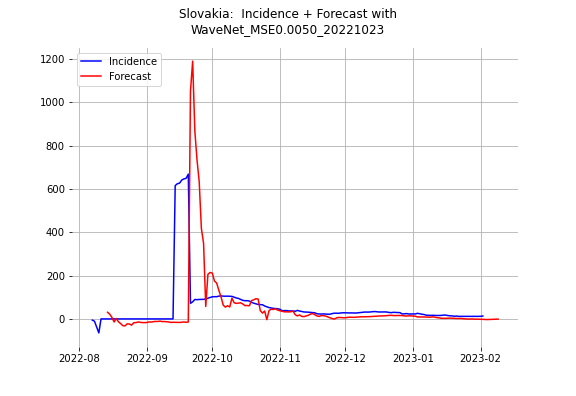 Slovakia:  Incidence + Forecast with
WaveNet_MSE0.0050_20221023
Incidence
Forecast
1200
1000
800
600
400
200
0
2022-08 2022-09 2022-10 2022-11 2022-12 2023-01 2023-02